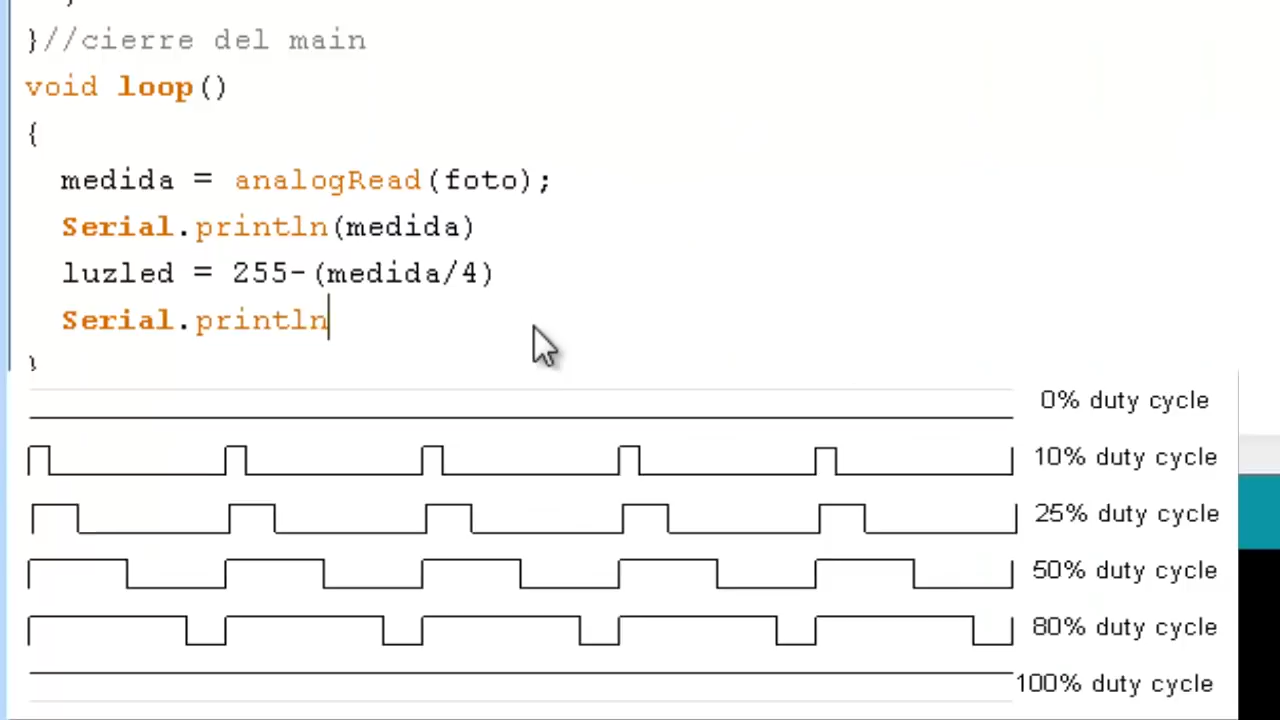 }//cierre del main
void loop()
{
medida = analogRead(foto);
Serial.println(medida)
luzled = 255-(medida/4)
Serial.println
}
0% duty cycle
10% duty cycle
25% duty cycle
50% duty cycle
80% duty cycle
100% duty cycle